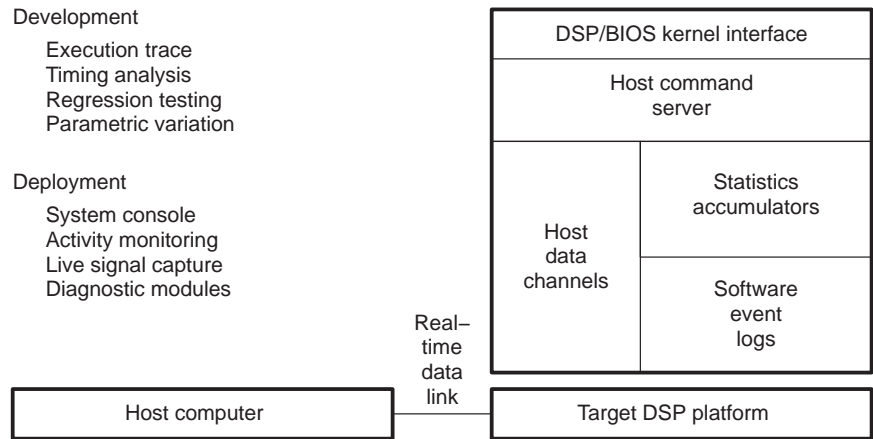 Development
Execution trace
Timing analysis
Regression testing
Parametric variation
Deployment
System console
Activity monitoring
Live signal capture
Diagnostic modules
DSP/BIOS kernel interface
Host command
server
Host
data
channels
Statistics
accumulators
Software
event
logs
Real−
time
data
link
Host computer
Target DSP platform